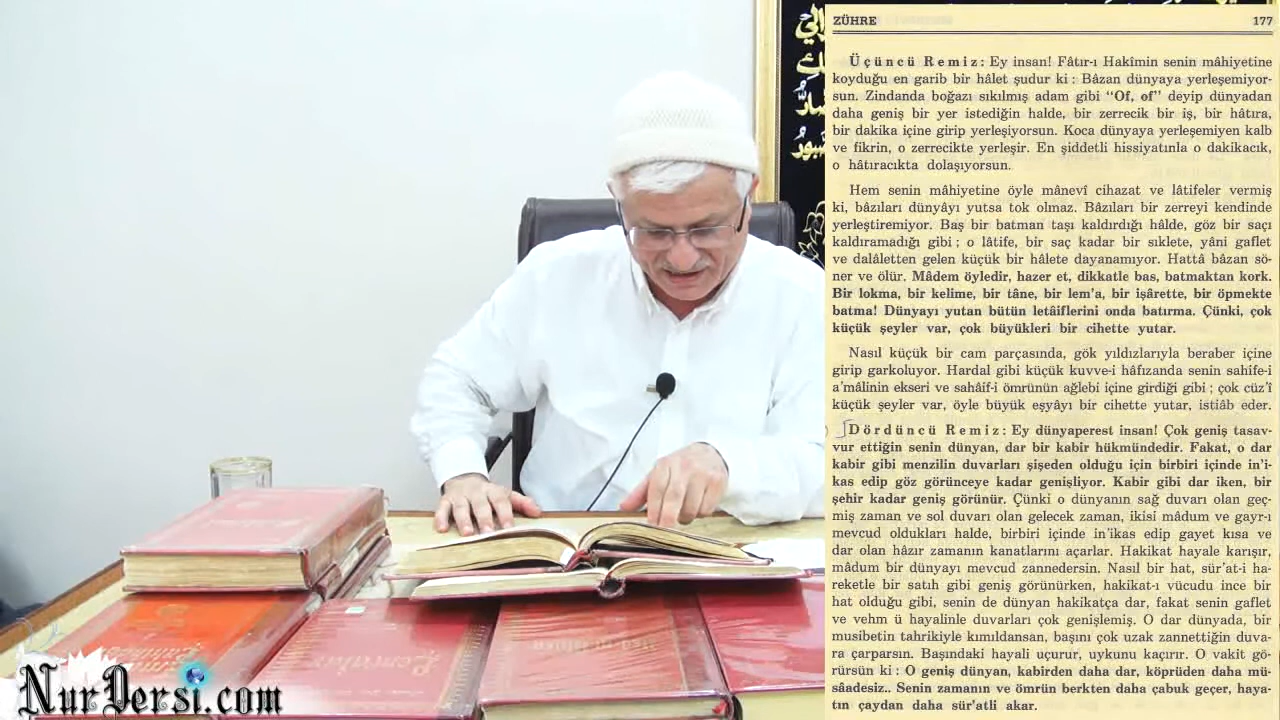 ZÜHRE 177
Üçüncü Remiz: Ey insan! Fâtır-ı Hakîmin senin mâhiyetine
koyduğu en garib bir hâlet şudur ki: Bâzan dünyaya yerleşemiyor-
sun. Zindanda boğazı sıkılmış adam gibi "Of, of" deyip dünyadan
daha geniş bir yer istediğin halde, bir zerrecik bir iş, bir hâtıra,
bir dakika içine girip yerleşiyorsun. Koca dünyaya yerleşemiyen kalb
ve fikrin, o zerrecikte yerleşir. En şiddetli hissiyatınla o dakikacık,
o hâtıracıkta dolaşıyorsun.
Hem senin mâhiyetine öyle mânevî cihazat ve lâtifeler vermiş
ki, bâzıları dünyâyı yutsa tok olmaz. Bâzıları bir zerreyi kendinde
yerleştiremiyor. Baş bir batman taşı kaldırdığı hâlde, göz bir saçı
kaldıramadığı gibi; o lâtife, bir saç kadar bir sıklete, yâni gaflet
ve dalâletten gelen küçük bir hâlete dayanamıyor. Hattâ bâzan sö-
ner ve ölür. Mâdem öyledir, hazer et, dikkatle bas, batmaktan kork.
Bir lokma, bir kelime, bir tâne, bir lem'a, bir işârette, bir öpmekte
batma! Dünyayı yutan bütün letâiflerini onda batırma. Çünki, çok
küçük şeyler var, çok büyükleri bir cihette yutar.
Nasıl küçük bir cam parçasında, gök yıldızlarıyla beraber içine
girip garkoluyor. Hardal gibi küçük kuvve-i hâfızanda senin sahîfe-i
a'mâlinin ekseri ve sahâif-i ömrünün ağlebi içine girdiği gibi; çok cüz'î
küçük şeyler var, öyle büyük eşyâyı bir cihette yutar, istiâb eder.
Dördüncü Remiz: Ey dünyaperest insan! Çok geniş tasav-
vur ettiğin senin dünyan, dar bir kabir hükmündedir. Fakat, o dar
kabir gibi menzilin duvarları şişeden olduğu için birbiri içinde in'i-
kas edip göz görünceye kadar genişliyor. Kabir gibi dar iken, bir
şehir kadar geniş görünür. Çünki o dünyanın sağ duvarı olan geç-
miş zaman ve sol duvarı olan gelecek zaman, ikisi mâdum ve gayr-ı
mevcud oldukları halde, birbiri içinde in'ikas edip gayet kısa ve
dar olan hâzır zamanın kanatlarını açarlar. Hakikat hayale karışır,
mâdum bir dünyayı mevcud zannedersin. Nasıl bir hat, sür'at-i ha-
reketle bir satıh gibi geniş görünürken, hakikat-ı vücudu ince bir
hat olduğu gibi, senin de dünyan hakikatça dar, fakat senin gaflet
ve vehm ü hayalinle duvarları çok genişlemiş. O dar dünyada, bir
musibetin tahrikiyle kımıldansan, başını çok uzak zannettiğin duva-
ra çarparsın. Başındaki hayali uçurur, uykunu kaçırır. O vakit gö-
rürsün ki: O geniş dünyan, kabirden daha dar, köprüden daha mü-
sâadesiz.. Senin zamanın ve ömrün berkten daha çabuk geçer, haya-
tın çaydan daha sür'atli akar.
NurDersi.com